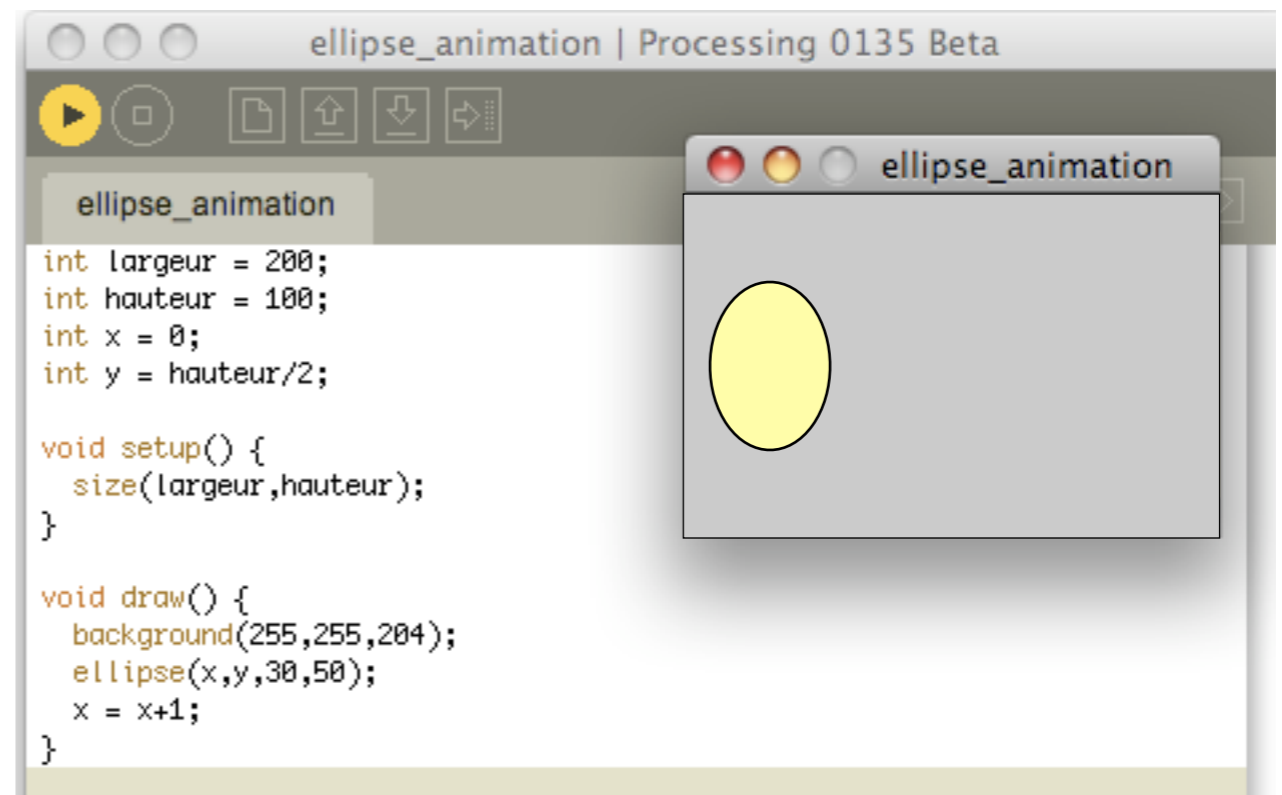 ellipse_animation | Processing 0135 Beta
ellipse_animation
ellipse_animation
int largeur = 200;
int hauteur = 100;
int x = 0;
int y = hauteur/2;

void setup() {
  size(largeur,hauteur);
}

void draw() {
  background(255,255,204);
  ellipse(x,y,30,50);
  x = x+1;
}